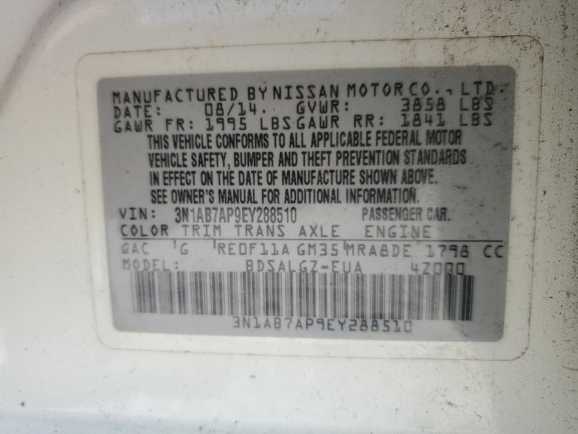 MANUFACTURED BY NISSAN MOTOR CO., LTD.
DATE: 08/14. GVWR: 3858 LBS
GAWR FR: 1995 LBS GAWR RR: 1841 LBS
THIS VEHICLE CONFORMS TO ALL APPLICABLE FEDERAL MOTOR
VEHICLE SAFETY, BUMPER AND THEFT PREVENTION STANDARDS
IN EFFECT ON THE DATE OF MANUFACTURE SHOWN ABOVE.
SEE OWNER'S MANUAL FOR ADDITIONAL INFORMATION.
VIN: 3N1AB7AP9EY288510 PASSENGER CAR.
COLOR TRIM TRANS AXLE ENGINE
GAC G RE0F11A GM35 MRA8DE 1798 CC
MODEL: BDSALGZ-EUA 4Z000
3N1AB7AP9EY288510